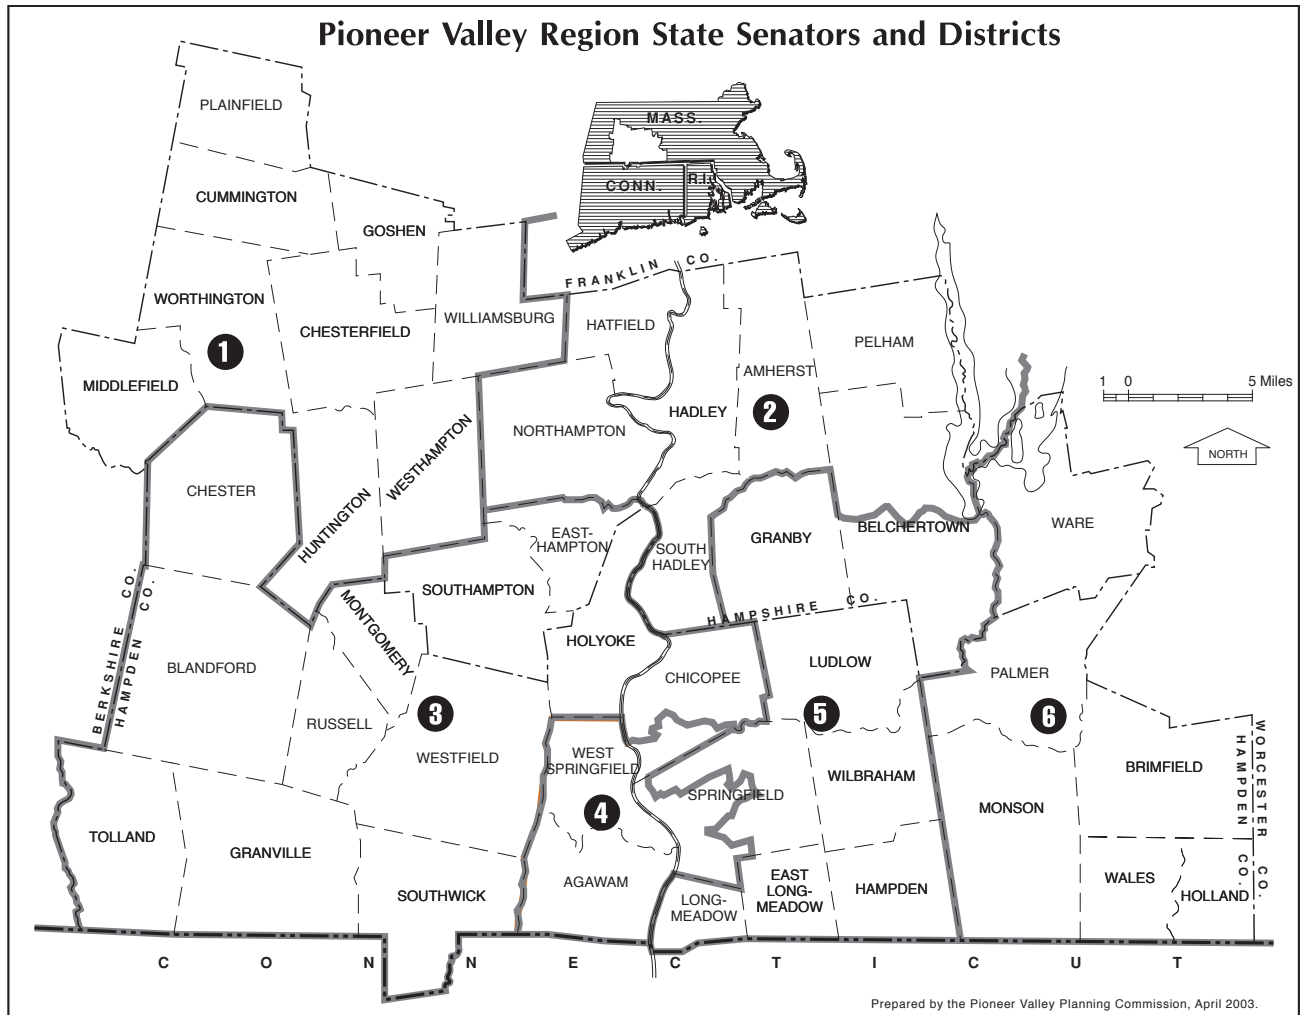 Pioneer Valley Region State Senators and Districts
PLAINFIELD
MASS.
CONN.
R.I.
CUMMINGTON
GOSHEN
FRANKLIN CO.
WORTHINGTON
CHESTERFIELD
WILLIAMSBURG
HATFIELD
PELHAM
1
MIDDLEFIELD
AMHERST
1 0 5 Miles
HADLEY
2
NORTHAMPTON
WESTHAMPTON
NORTH
CHESTER
HUNTINGTON
EAST-
HAMPTON
SOUTH
HADLEY
GRANBY
BELCHERTOWN
WARE
SOUTHAMPTON
MONTGOMERY
HAMPSHIRE CO.
BERKSHIRE CO.
HAMPDEN CO.
BLANDFORD
HOLYOKE
CHICOPEE
LUDLOW
PALMER
RUSSELL
3
5
6
WESTFIELD
WEST
SPRINGFIELD
SPRINGFIELD
WILBRAHAM
BRIMFIELD
HAMPDEN CO.
WORCESTER CO.
4
MONSON
TOLLAND
GRANVILLE
SOUTHWICK
AGAWAM
LONG-
MEADOW
EAST
LONG-
MEADOW
HAMPDEN
WALES
HOLLAND
C O N N E C T I C U T
Prepared by the Pioneer Valley Planning Commission, April 2003.